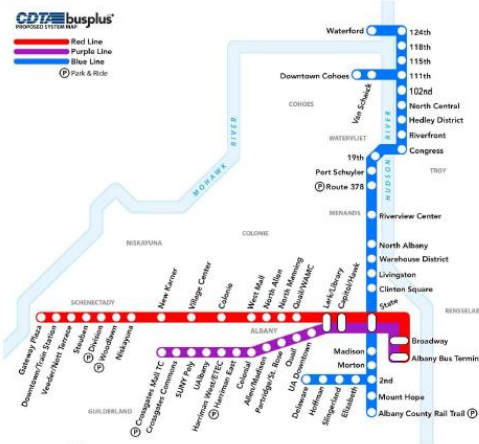 CDTA busplus
PROPOSED SYSTEM MAP
Red Line
Purple Line
Blue Line
P Park & Ride
Waterford
124th
118th
115th
111th
Downtown Cohoes
Van Schaick
102nd
North Central
Hedley District
Riverfront
Congress
COHOES
WATERVLIET
HUDSON RIVER
MOHAWK RIVER
19th
Port Schuyler
P Route 378
TROY
MENANDS
Riverview Center
COLONIE
NISKAYUNA
North Albany
Warehouse District
Livingston
Clinton Square
State
RENSSELAE
SCHENECTADY
Gateway Plaza
Downtown/Train Station
Veeder/Nott Terrace
Steuben
P Division
P Woodlawn
Niskayuna
New Karner
Village Center
Colonie
West Mall
North Allen
North Manning
Quail/WAMC
Lark/Library
Capitol/Hawk
ALBANY
Broadway
Albany Bus Termin
P Crossgates Mall TC
Crossgates Commons
SUNY Poly
UAlbany
Harriman West/ETEC
P Harriman East
Colonial
Allen/Madison
Partridge/St. Rose
Quail
UA Downtown
Madison
Morton
2nd
Delaware
Hoffman
Slingerland
Elizabeth
Mount Hope
Albany County Rail Trail P
GUILDERLAND